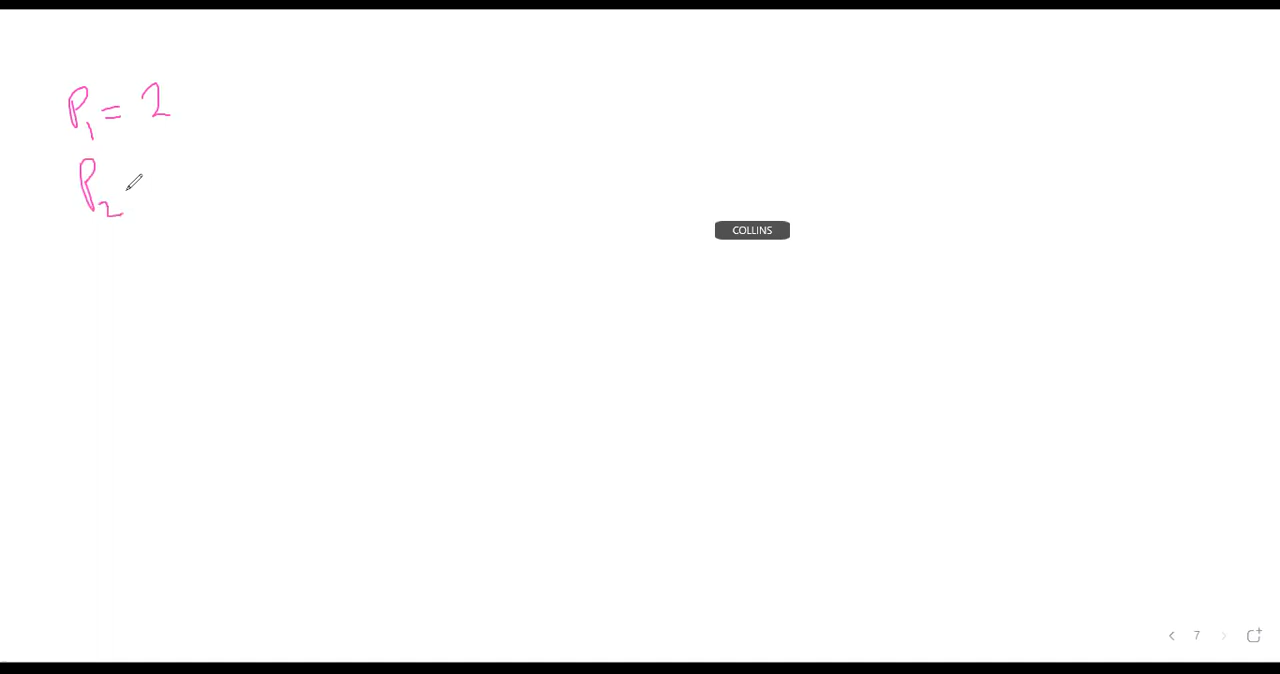 P₁ = 2
P₂
COLLINS
7